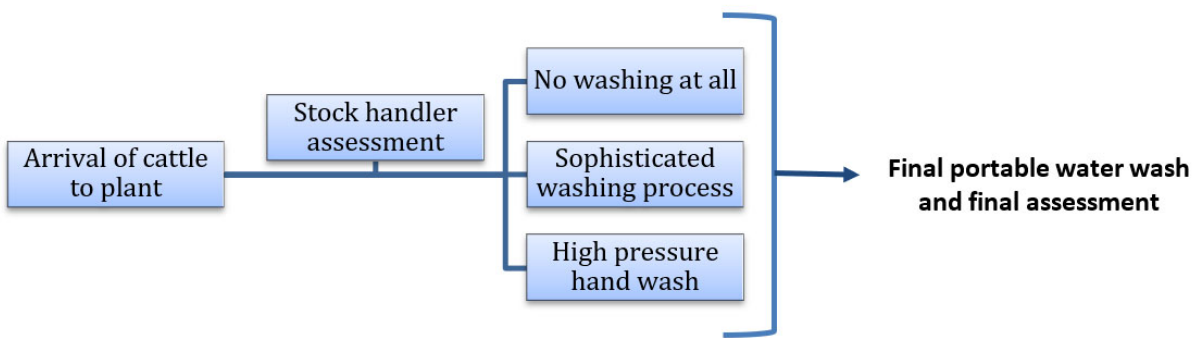 Arrival of cattle
to plant
Stock handler
assessment
No washing at all
Sophisticated
washing process
High pressure
hand wash
Final portable water wash
and final assessment